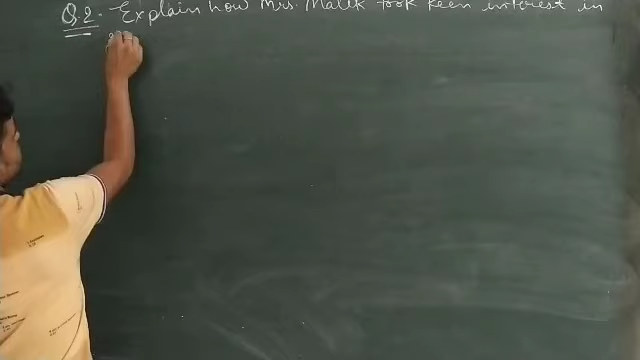 Q.2. Explain how Mrs. Malik took keen interest in